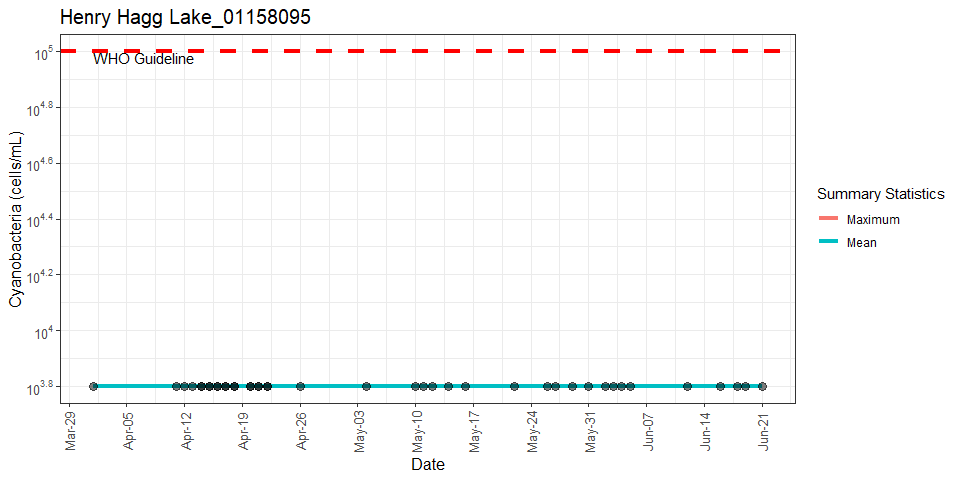 Henry Hagg Lake_01158095
10^5
WHO Guideline
10^4.8
10^4.6
10^4.4
10^4.2
10^4
10^3.8
Cyanobacteria (cells/mL)
Mar-29
Apr-05
Apr-12
Apr-19
Apr-26
May-03
May-10
May-17
May-24
May-31
Jun-07
Jun-14
Jun-21
Date
Summary Statistics
Maximum
Mean